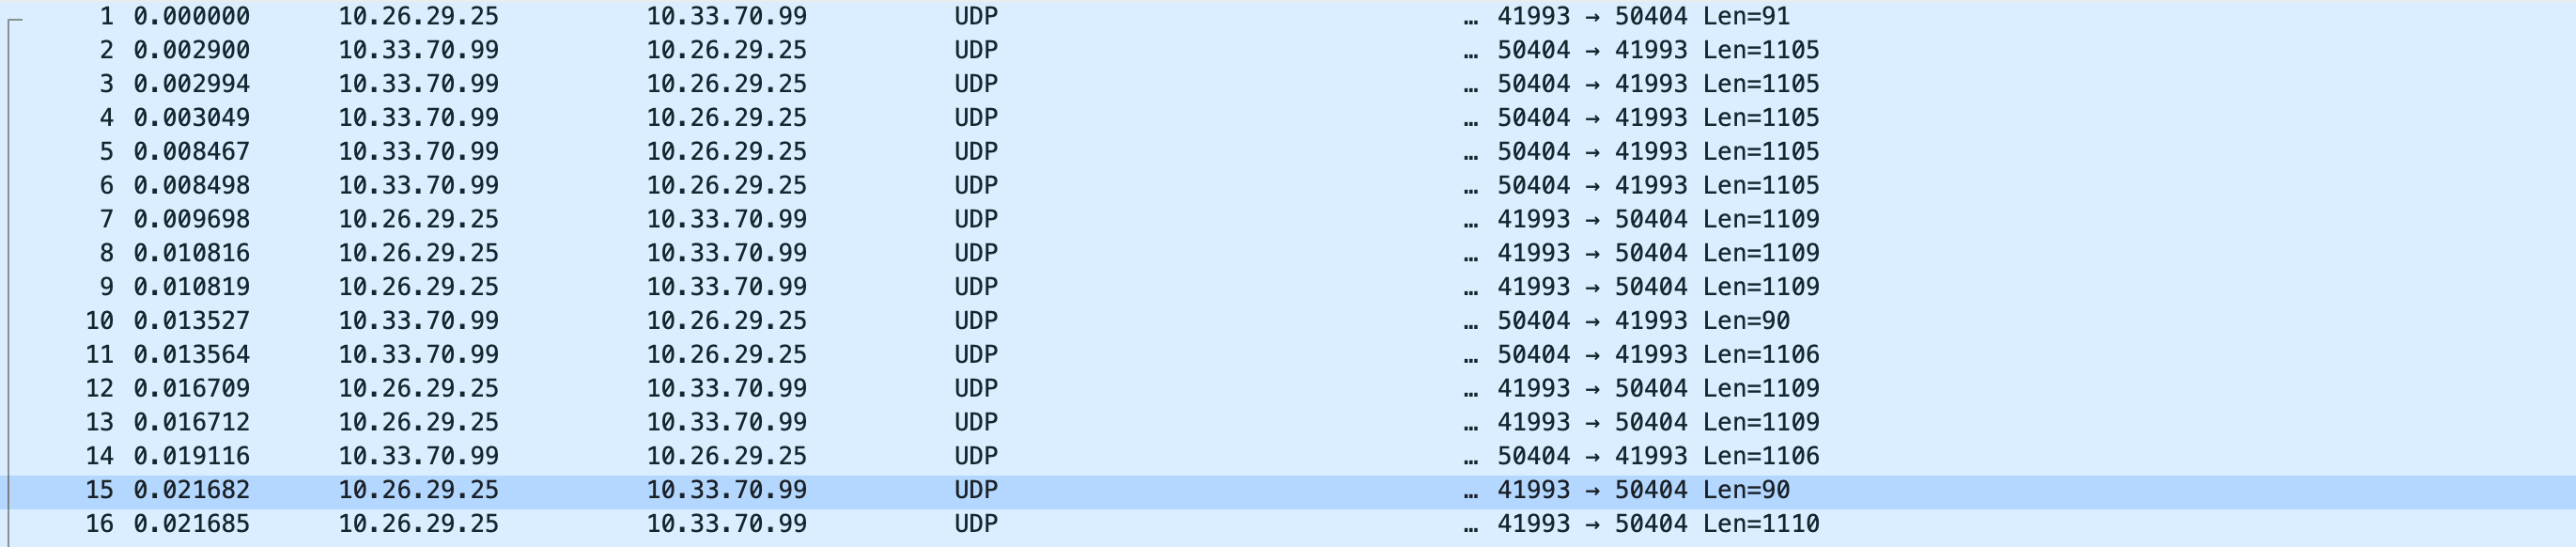 1 0.000000 10.26.29.25 10.33.70.99 UDP … 41993 → 50404 Len=91
2 0.002900 10.33.70.99 10.26.29.25 UDP … 50404 → 41993 Len=1105
3 0.002994 10.33.70.99 10.26.29.25 UDP … 50404 → 41993 Len=1105
4 0.003049 10.33.70.99 10.26.29.25 UDP … 50404 → 41993 Len=1105
5 0.008467 10.33.70.99 10.26.29.25 UDP … 50404 → 41993 Len=1105
6 0.008498 10.33.70.99 10.26.29.25 UDP … 50404 → 41993 Len=1105
7 0.009698 10.26.29.25 10.33.70.99 UDP … 41993 → 50404 Len=1109
8 0.010816 10.26.29.25 10.33.70.99 UDP … 41993 → 50404 Len=1109
9 0.010819 10.26.29.25 10.33.70.99 UDP … 41993 → 50404 Len=1109
10 0.013527 10.33.70.99 10.26.29.25 UDP … 50404 → 41993 Len=90
11 0.013564 10.33.70.99 10.26.29.25 UDP … 50404 → 41993 Len=1106
12 0.016709 10.26.29.25 10.33.70.99 UDP … 41993 → 50404 Len=1109
13 0.016712 10.26.29.25 10.33.70.99 UDP … 41993 → 50404 Len=1109
14 0.019116 10.33.70.99 10.26.29.25 UDP … 50404 → 41993 Len=1106
15 0.021682 10.26.29.25 10.33.70.99 UDP … 41993 → 50404 Len=90
16 0.021685 10.26.29.25 10.33.70.99 UDP … 41993 → 50404 Len=1110